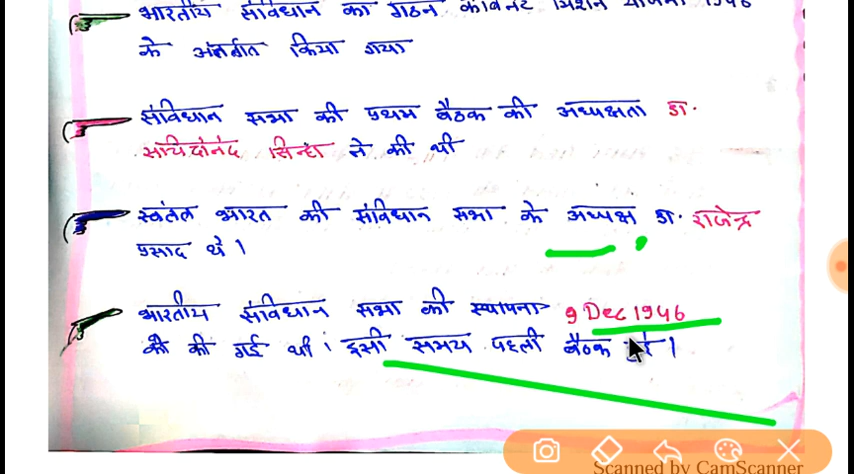 भारतीय संविधान का गठन केबिनेट मिशन योजना 1946
के अंतर्गत किया गया
संविधान सभा की प्रथम बैठक की अध्यक्षता डा॰
सच्चिदानंद सिन्हा ने की थी
स्वतंत्र भारत की संविधान सभा के अध्यक्ष डा॰ राजेन्द्र
प्रसाद थे।
भारतीय संविधान सभा की स्थापना 9 Dec 1946
को की गई थी। इसी समय पहली बैठक हुई।
Scanned by CamScanner